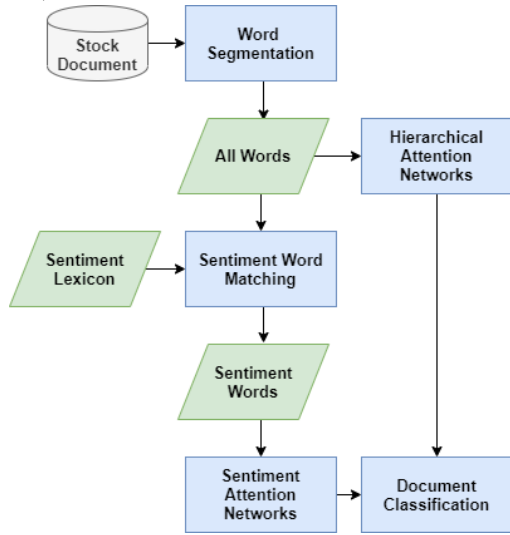 Stock
Document
Word
Segmentation
All Words
Hierarchical
Attention
Networks
Sentiment
Lexicon
Sentiment Word
Matching
Sentiment
Words
Sentiment
Attention
Networks
Document
Classification